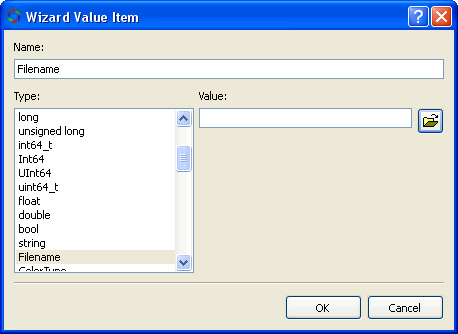 Wizard Value Item
Name:
Filename
Type:
Value:
long
unsigned long
int64_t
Int64
UInt64
uint64_t
float
double
bool
string
Filename
ColorType
OK
Cancel